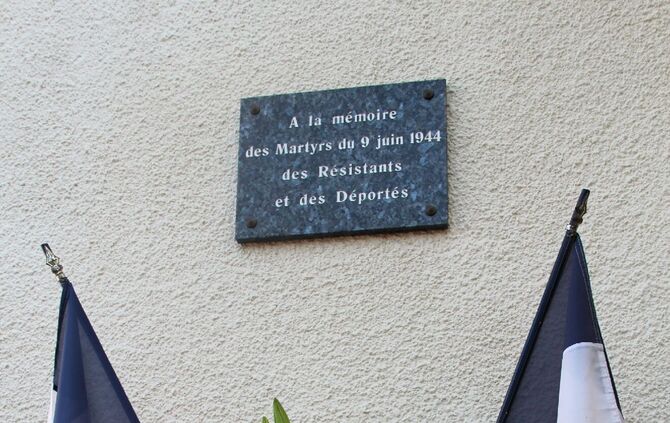 A la mémoire
des Martyrs du 9 juin 1944
des Résistants
et des Déportés